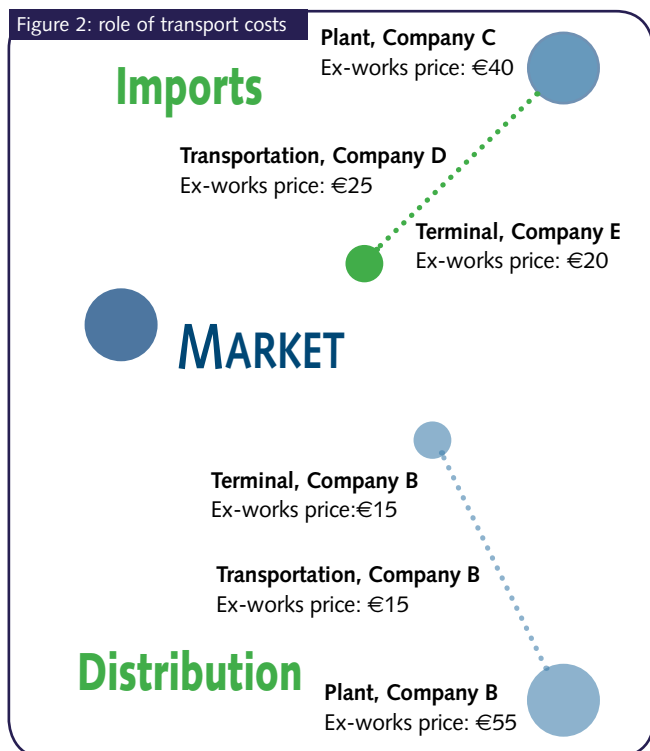 Figure 2: role of transport costs
Plant, Company C
Ex-works price: €40
Imports
Transportation, Company D
Ex-works price: €25
Terminal, Company E
Ex-works price: €20
MARKET
Terminal, Company B
Ex-works price:€15
Transportation, Company B
Ex-works price: €15
Distribution
Plant, Company B
Ex-works price: €55